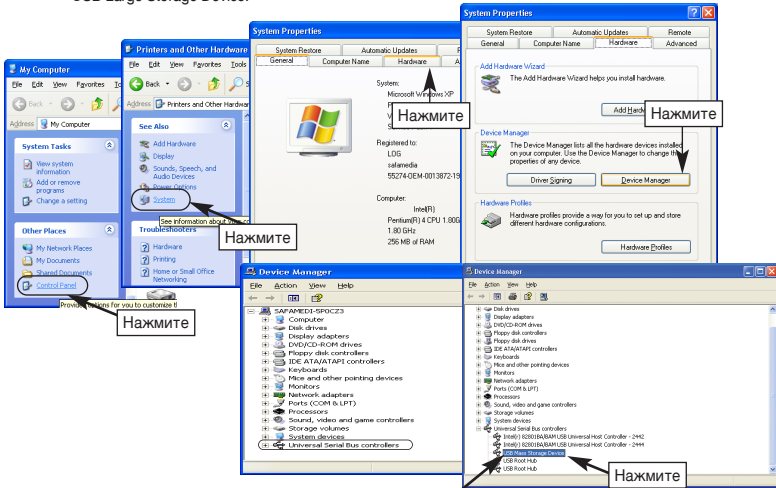 USB Large Storage Device.
My Computer
File Edit View Favorites
Back
Address My Computer
System Tasks
View system information
Add or remove programs
Change a setting
Other Places
My Network Places
My Documents
Shared Documents
Control Panel
Provides options for you to customize t
Нажмите
Printers and Other Hardware
File Edit View Favorites Tools
Back
Address Printers and Other Hardwar
See Also
Add Hardware
Display
Sounds, Speech, and Audio Devices
Power Options
System
See information about your co
Нажмите
Troubleshooters
Hardware
Printing
Home or Small Office Networking
System Properties
System Restore Automatic Updates
General Computer Name Hardware
Нажмите
System:
Microsoft Windows XP
Registered to:
LOG
salamedia
55274-OEM-0013872-19
Computer:
Intel(R)
Pentium(R) 4 CPU 1.80G
1.80 GHz
256 MB of RAM
System Properties
System Restore Automatic Updates Remote
General Computer Name Hardware Advanced
Add Hardware Wizard
The Add Hardware Wizard helps you install hardware.
Add Hardw
Нажмите
Device Manager
The Device Manager lists all the hardware devices installed
on your computer. Use the Device Manager to change the
properties of any device.
Driver Signing Device Manager
Hardware Profiles
Hardware profiles provide a way for you to set up and store
different hardware configurations.
Hardware Profiles
Device Manager
File Action View Help
SAFAMEDI-5P0CZ3
Computer
Disk drives
Display adapters
DVD/CD-ROM drives
Floppy disk controllers
IDE ATA/ATAPI controllers
Keyboards
Mice and other pointing devices
Monitors
Network adapters
Ports (COM & LPT)
Processors
Sound, video and game controllers
Storage volumes
System devices
Universal Serial Bus controllers
Device Manager
File Action View Help
Disk drives
Display adapters
DVD/CD-ROM drives
Floppy disk controllers
Floppy disk drives
IDE ATA/ATAPI controllers
Keyboards
Mice and other pointing devices
Monitors
Network adapters
Ports (COM & LPT)
Processors
Sound, video and game controllers
Storage volumes
System devices
Universal Serial Bus controllers
Intel(r) 82801BA/BAM USB Universal Host Controller - 2442
Intel(r) 82801BA/BAM USB Universal Host Controller - 2444
USB Mass Storage Device
USB Root Hub
USB Root Hub
Нажмите